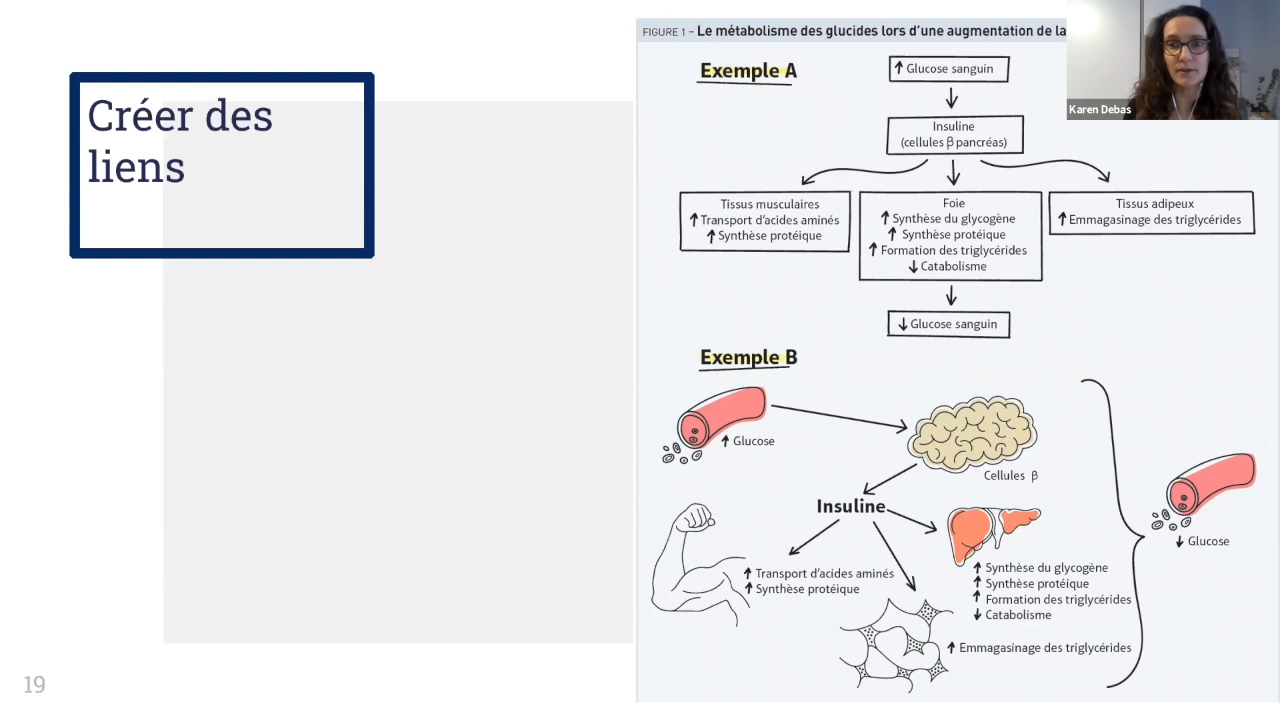 Créer des
liens
19
FIGURE 1 – Le métabolisme des glucides lors d'une augmentation de la
Karen Debas
Exemple A
↑ Glucose sanguin
Insuline
(cellules β pancréas)
Tissus musculaires
↑ Transport d'acides aminés
↑ Synthèse protéique
Foie
↑ Synthèse du glycogène
↑ Synthèse protéique
↑ Formation des triglycérides
↓ Catabolisme
Tissus adipeux
↑ Emmagasinage des triglycérides
↓ Glucose sanguin
Exemple B
↑ Glucose
Cellules β
Insuline
↑ Transport d'acides aminés
↑ Synthèse protéique
↑ Synthèse du glycogène
↑ Synthèse protéique
↑ Formation des triglycérides
↓ Catabolisme
↑ Emmagasinage des triglycérides
↓ Glucose